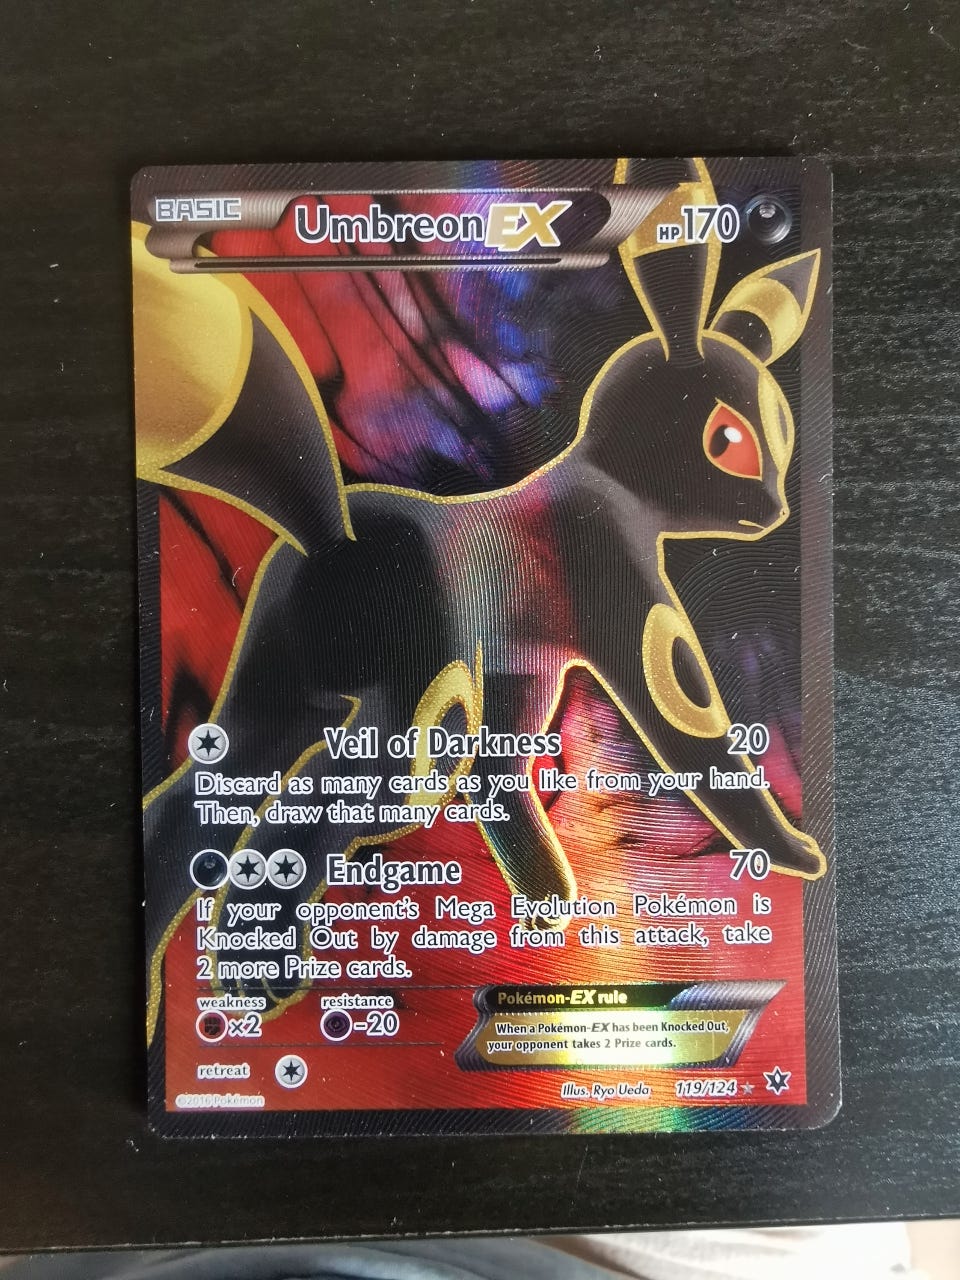 BASIC Umbreon EX HP170
Veil of Darkness 20
Discard as many cards as you like from your hand.
Then, draw that many cards.
Endgame 70
If your opponent's Mega Evolution Pokémon is
Knocked Out by damage from this attack, take
2 more Prize cards.
weakness resistance
×2 -20
Pokémon-EX rule
When a Pokémon-EX has been Knocked Out,
your opponent takes 2 Prize cards.
retreat
Illus. Ryo Ueda 119/124
©2016 Pokémon